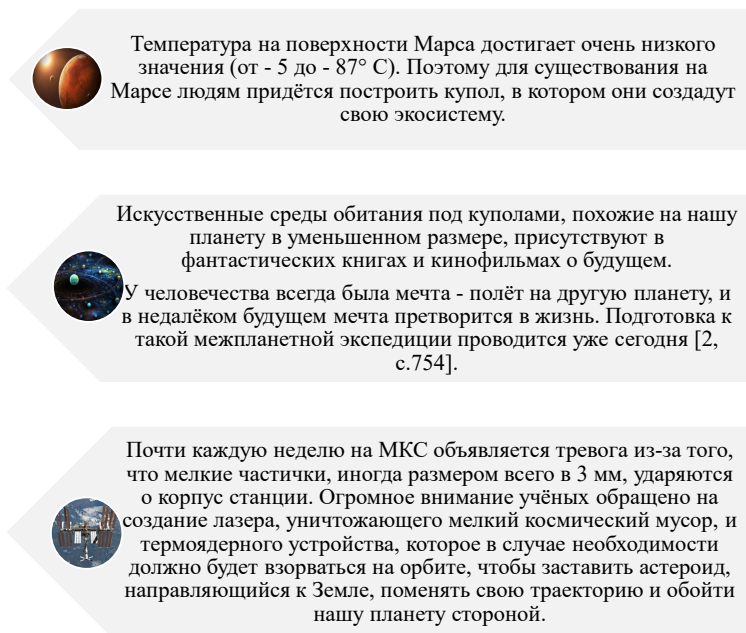 Температура на поверхности Марса достигает очень низкого
значения (от - 5 до - 87° С). Поэтому для существования на
Марсе людям придётся построить купол, в котором они создадут
свою экосистему.
Искусственные среды обитания под куполами, похожие на нашу
планету в уменьшенном размере, присутствуют в
фантастических книгах и кинофильмах о будущем.
У человечества всегда была мечта - полёт на другую планету, и
в недалёком будущем мечта претворится в жизнь. Подготовка к
такой межпланетной экспедиции проводится уже сегодня [2,
с.754].
Почти каждую неделю на МКС объявляется тревога из-за того,
что мелкие частички, иногда размером всего в 3 мм, ударяются
о корпус станции. Огромное внимание учёных обращено на
создание лазера, уничтожающего мелкий космический мусор, и
термоядерного устройства, которое в случае необходимости
должно будет взорваться на орбите, чтобы заставить астероид,
направляющийся к Земле, поменять свою траекторию и обойти
нашу планету стороной.